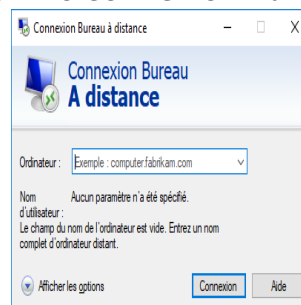 Connexion Bureau à distance
Connexion Bureau
A distance
Ordinateur :
Exemple : computer.fabrikam.com
Nom
d'utilisateur :
Aucun paramètre n'a été spécifié.
Le champ du nom de l'ordinateur est vide. Entrez un nom
complet d'ordinateur distant.
Afficher les options
Connexion
Aide